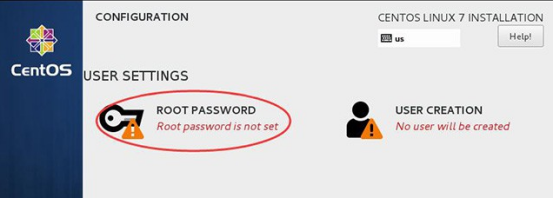 CONFIGURATION
CENTOS LINUX 7 INSTALLATION
us
Help!
CentOS
USER SETTINGS
ROOT PASSWORD
Root password is not set
USER CREATION
No user will be created